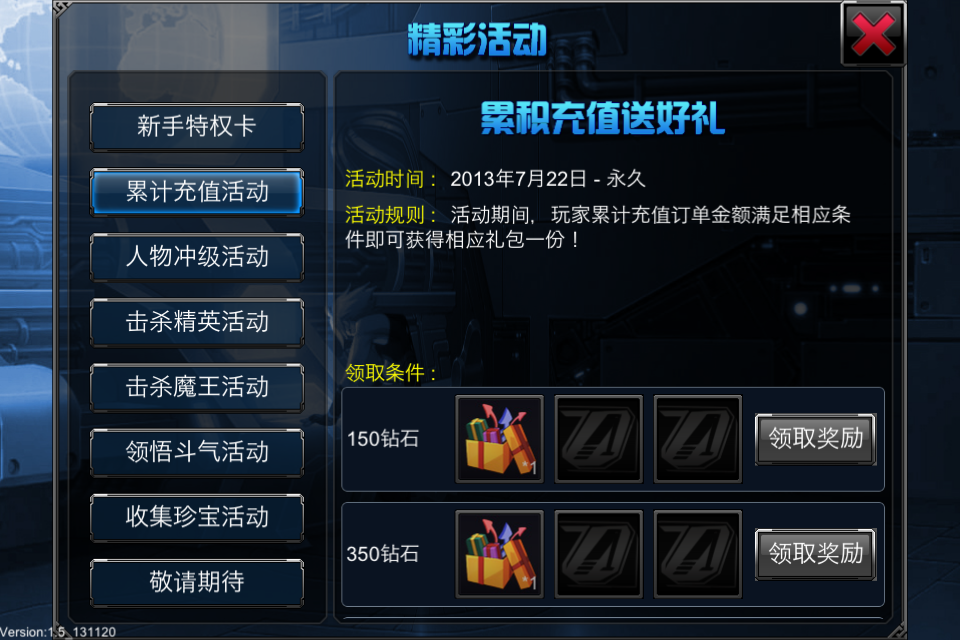 精彩活动
新手特权卡
累计充值活动
人物冲级活动
击杀精英活动
击杀魔王活动
领悟斗气活动
收集珍宝活动
敬请期待
累积充值送好礼
活动时间： 2013年7月22日 - 永久
活动规则： 活动期间，玩家累计充值订单金额满足相应条
件即可获得相应礼包一份！
领取条件：
150钻石
*1
领取奖励
350钻石
*1
领取奖励
Version:1.5_131120